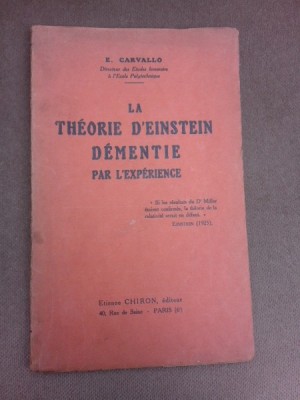 E. CARVALLO
Directeur des Etudes honoraire
à l'Ecole Polytechnique
LA
THÉORIE D'EINSTEIN
DÉMENTIE
PAR L'EXPÉRIENCE
« Si les résultats de Dr Miller
étaient confirmés, la théorie de la
relativité serait en défaut. »
EINSTEIN (1925).
Etienne CHIRON, éditeur
40, Rue de Seine - PARIS (6e)